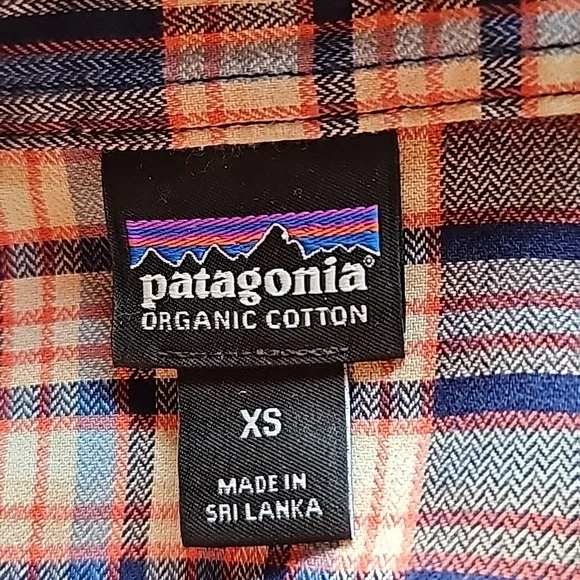 patagonia®
ORGANIC COTTON
XS
MADE IN
SRI LANKA